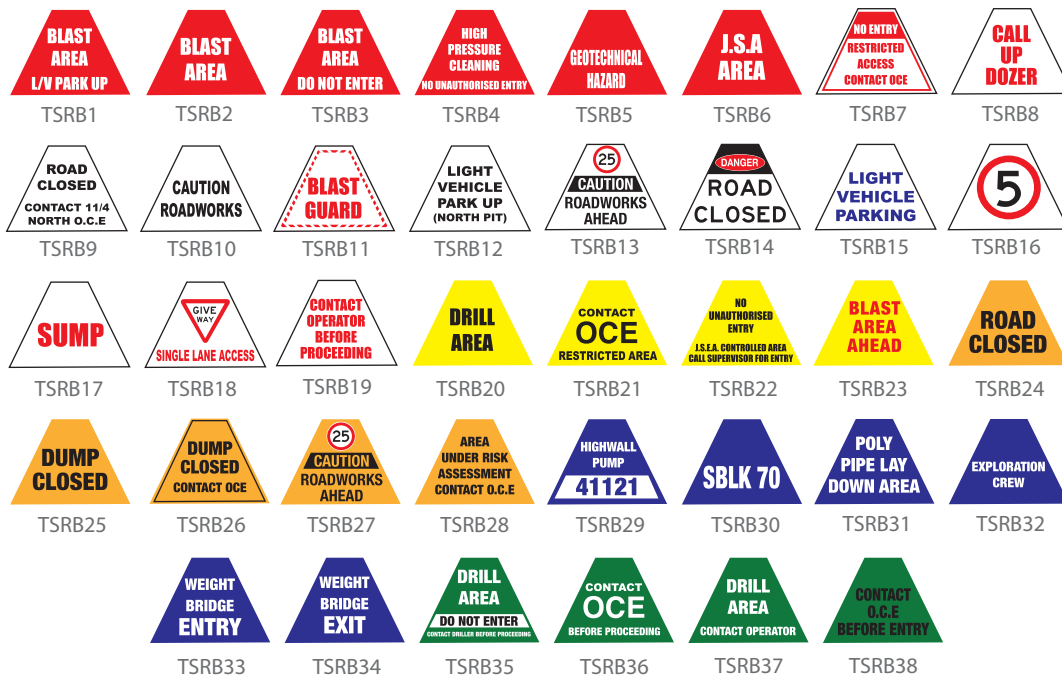 BLAST
AREA
L/V PARK UP
TSRB1
BLAST
AREA
TSRB2
BLAST
AREA
DO NOT ENTER
TSRB3
HIGH
PRESSURE
CLEANING
NO UNAUTHORISED ENTRY
TSRB4
GEOTECHNICAL
HAZARD
TSRB5
J.S.A
AREA
TSRB6
NO ENTRY
RESTRICTED
ACCESS
CONTACT OCE
TSRB7
CALL
UP
DOZER
TSRB8
ROAD
CLOSED
CONTACT 11/4
NORTH O.C.E
TSRB9
CAUTION
ROADWORKS
TSRB10
BLAST
GUARD
TSRB11
LIGHT
VEHICLE
PARK UP
(NORTH PIT)
TSRB12
25
CAUTION
ROADWORKS
AHEAD
TSRB13
DANGER
ROAD
CLOSED
TSRB14
LIGHT
VEHICLE
PARKING
TSRB15
5
TSRB16
SUMP
TSRB17
GIVE
WAY
SINGLE LANE ACCESS
TSRB18
CONTACT
OPERATOR
BEFORE
PROCEEDING
TSRB19
DRILL
AREA
TSRB20
CONTACT
OCE
RESTRICTED AREA
TSRB21
NO
UNAUTHORISED
ENTRY
J.S.E.A. CONTROLLED AREA
CALL SUPERVISOR FOR ENTRY
TSRB22
BLAST
AREA
AHEAD
TSRB23
ROAD
CLOSED
TSRB24
DUMP
CLOSED
TSRB25
DUMP
CLOSED
CONTACT OCE
TSRB26
25
CAUTION
ROADWORKS
AHEAD
TSRB27
AREA
UNDER RISK
ASSESSMENT
CONTACT O.C.E
TSRB28
HIGHWALL
PUMP
41121
TSRB29
SBLK 70
TSRB30
POLY
PIPE LAY
DOWN AREA
TSRB31
EXPLORATION
CREW
TSRB32
WEIGHT
BRIDGE
ENTRY
TSRB33
WEIGHT
BRIDGE
EXIT
TSRB34
DRILL
AREA
DO NOT ENTER
CONTACT DRILLER BEFORE PROCEEDING
TSRB35
CONTACT
OCE
BEFORE PROCEEDING
TSRB36
DRILL
AREA
CONTACT OPERATOR
TSRB37
CONTACT
O.C.E
BEFORE ENTRY
TSRB38